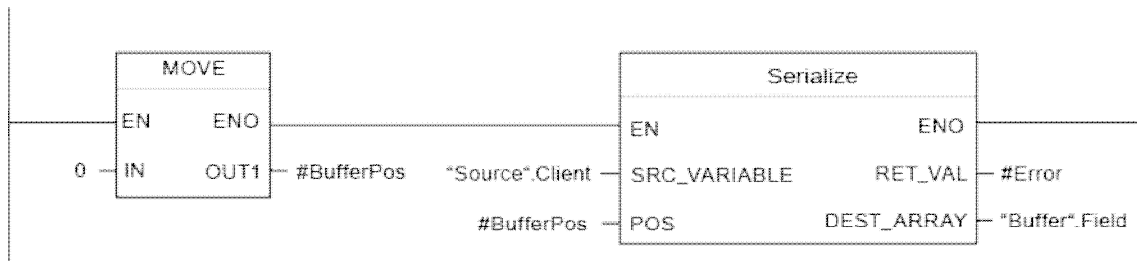 MOVE
Serialize
EN ENO
EN ENO
0 IN OUT1 #BufferPos
"Source".Client SRC_VARIABLE RET_VAL #Error
#BufferPos POS DEST_ARRAY "Buffer".Field